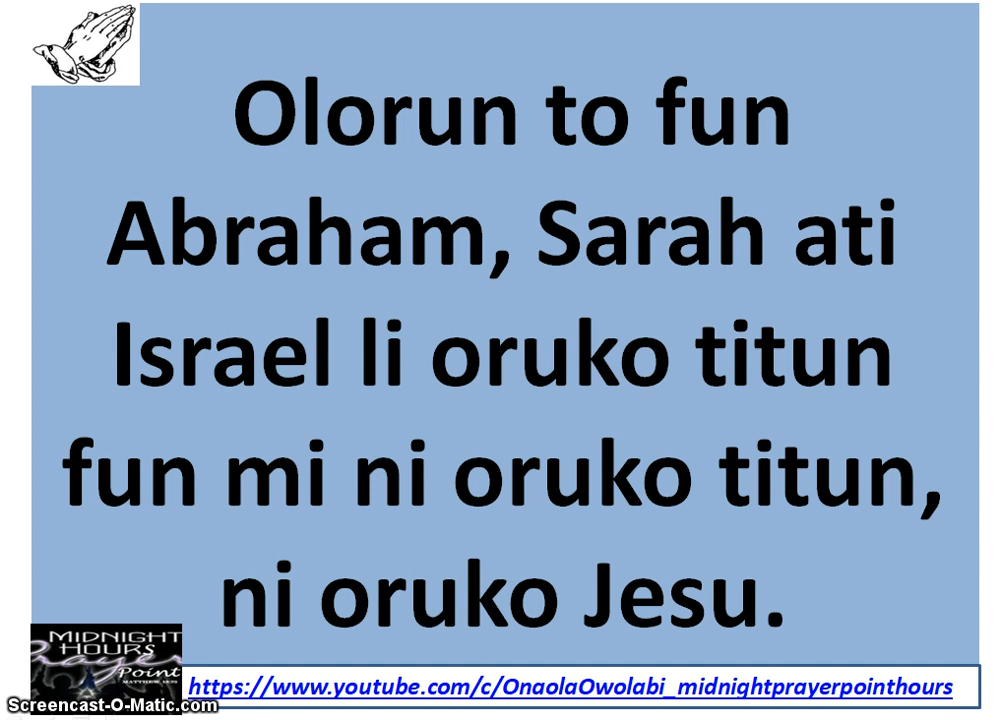 Olorun to fun
Abraham, Sarah ati
Israel li oruko titun
fun mi ni oruko titun,
ni oruko Jesu.
MIDNIGHT
HOURS
Prayer
Point
https://www.youtube.com/c/OnaolaOwolabi_midnightprayerpointhours
Screencast-O-Matic.com